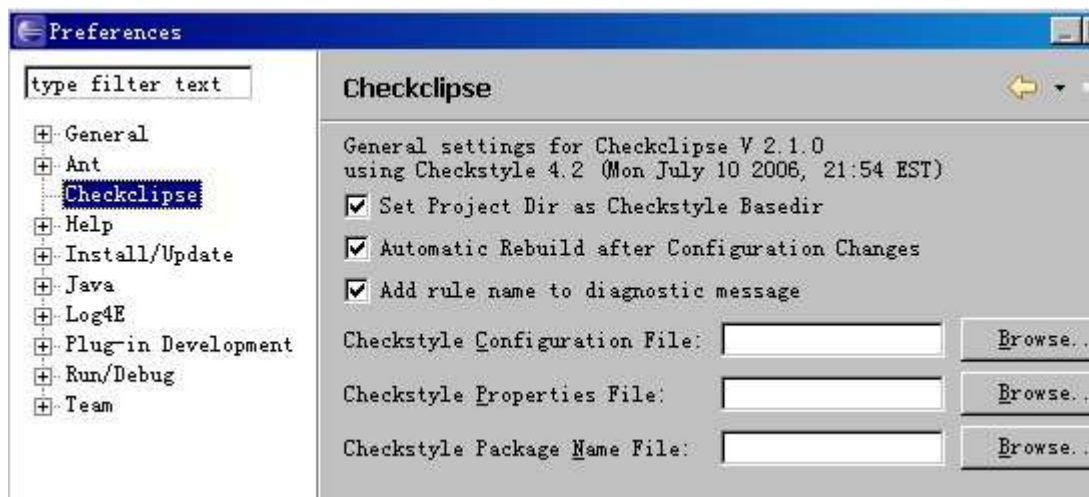 Preferences
type filter text
General
Ant
Checkclipse
Help
Install/Update
Java
Log4E
Plug-in Development
Run/Debug
Team
Checkclipse
General settings for Checkclipse V 2.1.0
using Checkstyle 4.2 (Mon July 10 2006, 21:54 EST)
Set Project Dir as Checkstyle Basedir
Automatic Rebuild after Configuration Changes
Add rule name to diagnostic message
Checkstyle Configuration File: Browse..
Checkstyle Properties File: Browse..
Checkstyle Package Name File: Browse..